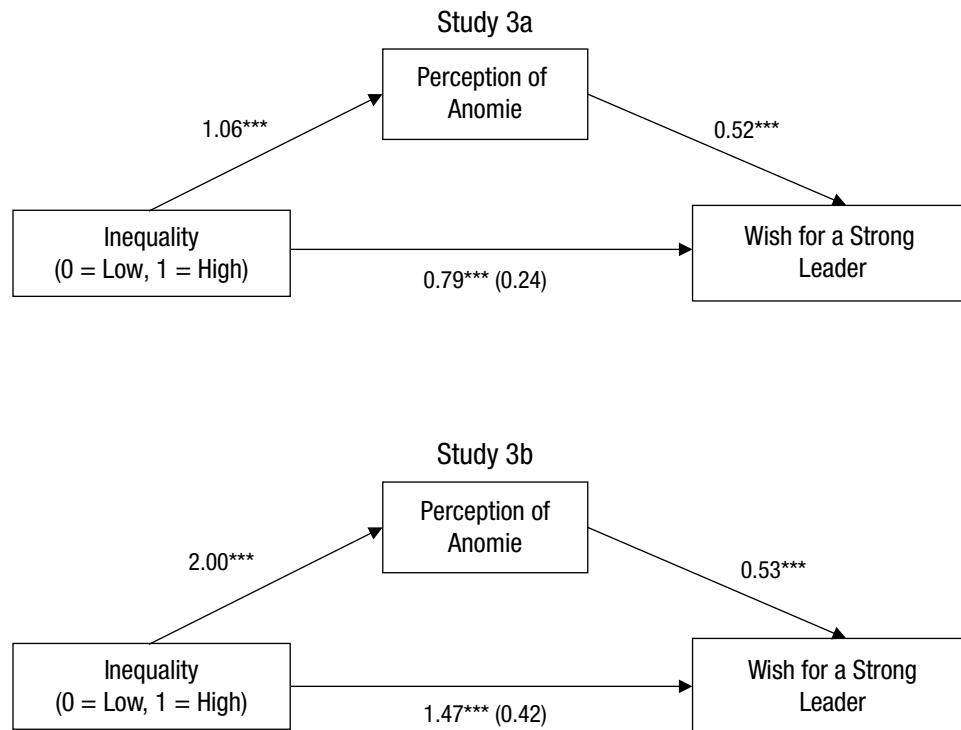 Study 3a
Perception of
Anomie
1.06***
0.52***
Inequality
(0 = Low, 1 = High)
Wish for a Strong
Leader
0.79*** (0.24)
Study 3b
Perception of
Anomie
2.00***
0.53***
Inequality
(0 = Low, 1 = High)
Wish for a Strong
Leader
1.47*** (0.42)